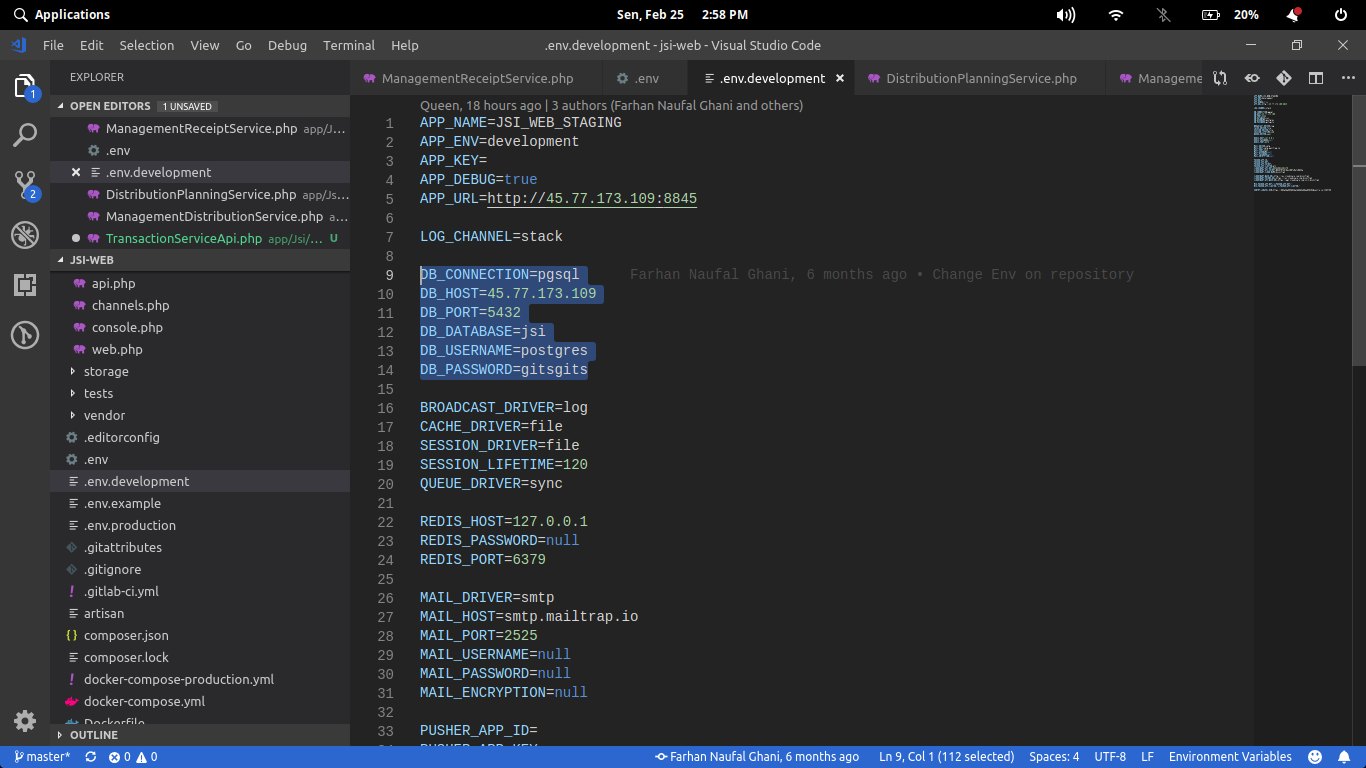 Applications
Sen, Feb 25 2:58 PM
20%
File Edit Selection View Go Debug Terminal Help
.env.development - jsi-web - Visual Studio Code
EXPLORER
OPEN EDITORS 1 UNSAVED
ManagementReceiptService.php app/J...
.env
.env.development
DistributionPlanningService.php app/Js...
ManagementDistributionService.php a...
TransactionServiceApi.php app/Jsi/... U
JSI-WEB
api.php
channels.php
console.php
web.php
storage
tests
vendor
.editorconfig
.env
.env.development
.env.example
.env.production
.gitattributes
.gitignore
.gitlab-ci.yml
artisan
composer.json
composer.lock
docker-compose-production.yml
docker-compose.yml
Dockerfile
OUTLINE
1
2
ManagementReceiptService.php .env .env.development DistributionPlanningService.php Manageme
Queen, 18 hours ago | 3 authors (Farhan Naufal Ghani and others)
1 APP_NAME=JSI_WEB_STAGING
2 APP_ENV=development
3 APP_KEY=
4 APP_DEBUG=true
5 APP_URL=http://45.77.173.109:8845
6
7 LOG_CHANNEL=stack
8
9 DB_CONNECTION=pgsql Farhan Naufal Ghani, 6 months ago • Change Env on repository
10 DB_HOST=45.77.173.109
11 DB_PORT=5432
12 DB_DATABASE=jsi
13 DB_USERNAME=postgres
14 DB_PASSWORD=gitsgits
15
16 BROADCAST_DRIVER=log
17 CACHE_DRIVER=file
18 SESSION_DRIVER=file
19 SESSION_LIFETIME=120
20 QUEUE_DRIVER=sync
21
22 REDIS_HOST=127.0.0.1
23 REDIS_PASSWORD=null
24 REDIS_PORT=6379
25
26 MAIL_DRIVER=smtp
27 MAIL_HOST=smtp.mailtrap.io
28 MAIL_PORT=2525
29 MAIL_USERNAME=null
30 MAIL_PASSWORD=null
31 MAIL_ENCRYPTION=null
32
33 PUSHER_APP_ID=
master* 0 0 Farhan Naufal Ghani, 6 months ago Ln 9, Col 1 (112 selected) Spaces: 4 UTF-8 LF Environment Variables